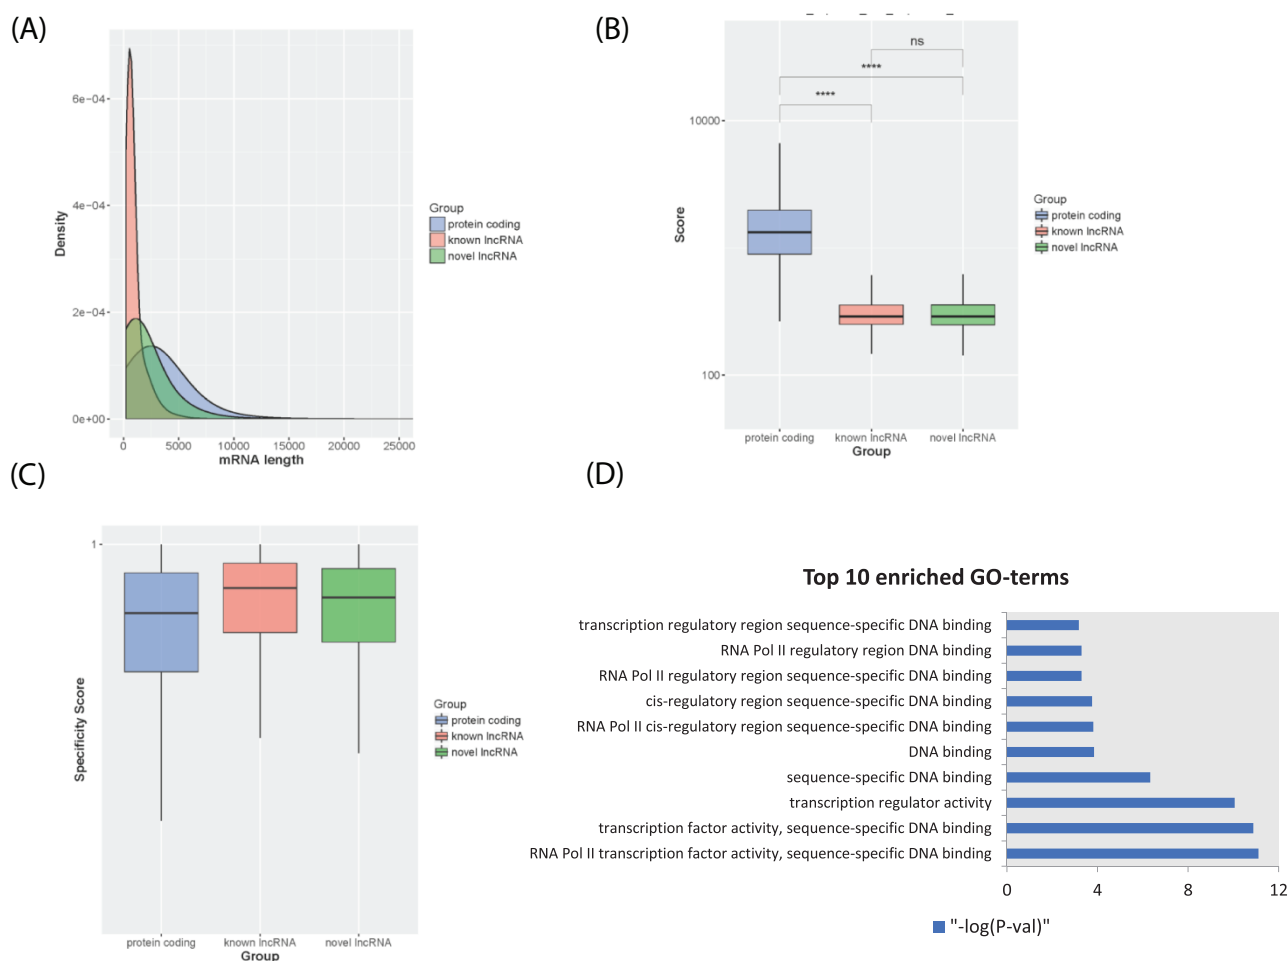 (A)
6e−04
4e−04
2e−04
0e+00
Density
0
5000
10000
15000
20000
25000
mRNA length
Group
protein coding
known lncRNA
novel lncRNA
(B)
ns
****
****
10000
100
Score
protein coding
known lncRNA
novel lncRNA
Group
Group
protein coding
known lncRNA
novel lncRNA
(C)
1
Specificity Score
protein coding
known lncRNA
novel lncRNA
Group
Group
protein coding
known lncRNA
novel lncRNA
(D)
Top 10 enriched GO-terms
transcription regulatory region sequence-specific DNA binding
RNA Pol II regulatory region DNA binding
RNA Pol II regulatory region sequence-specific DNA binding
cis-regulatory region sequence-specific DNA binding
RNA Pol II cis-regulatory region sequence-specific DNA binding
DNA binding
sequence-specific DNA binding
transcription regulator activity
transcription factor activity, sequence-specific DNA binding
RNA Pol II transcription factor activity, sequence-specific DNA binding
0
4
8
12
"-log(P-val)"